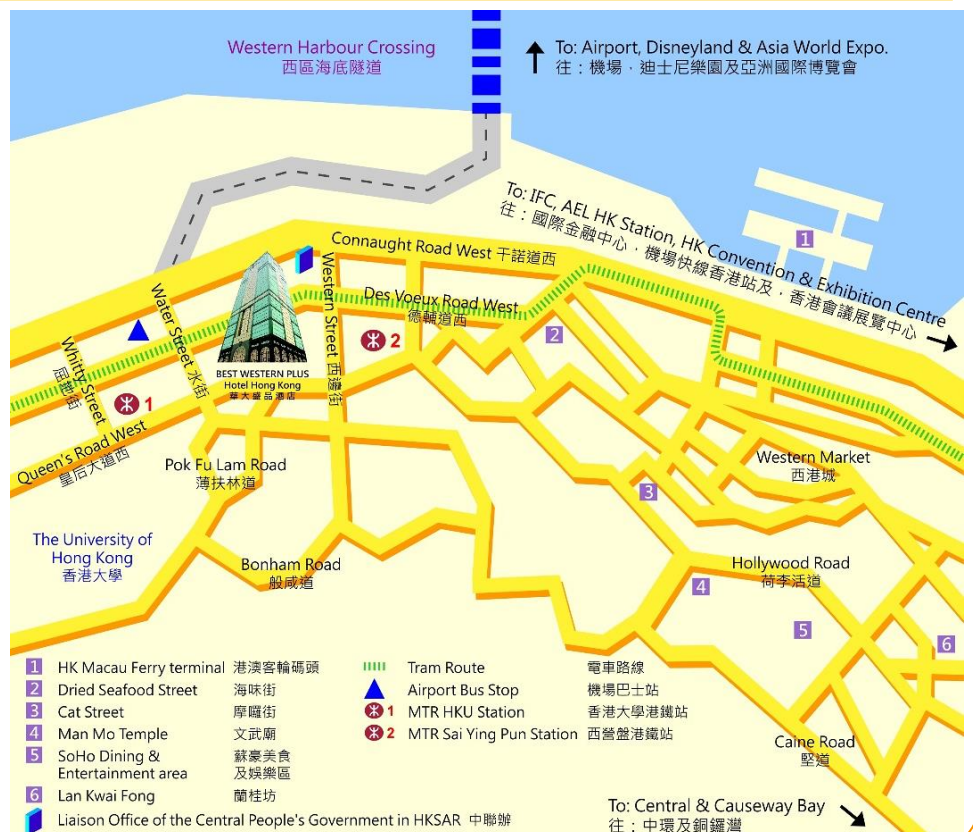 Western Harbour Crossing
西區海底隧道
To: Airport, Disneyland & Asia World Expo.
往：機場．迪士尼樂園及亞洲國際博覽會
To: IFC, AEL HK Station, HK Convention & Exhibition Centre
往：國際金融中心．機場快線香港站及．香港會議展覽中心
1
Connaught Road West 干諾道西
Des Voeux Road West
德輔道西
Western Street 西邊街
Water Street 水街
Whitty Street
屈地街
2
2
BEST WESTERN PLUS
Hotel Hong Kong
華大盛品酒店
1
Queen's Road West
皇后大道西
Pok Fu Lam Road
薄扶林道
Western Market
西港城
3
The University of
Hong Kong
香港大學
Bonham Road
般咸道
Hollywood Road
荷李活道
4
5
6
1 HK Macau Ferry terminal 港澳客輪碼頭
2 Dried Seafood Street 海味街
3 Cat Street 摩囉街
4 Man Mo Temple 文武廟
5 SoHo Dining & 蘇豪美食
Entertainment area 及娛樂區
6 Lan Kwai Fong 蘭桂坊
Liaison Office of the Central People's Government in HKSAR 中聯辦
Tram Route 電車路線
Airport Bus Stop 機場巴士站
1 MTR HKU Station 香港大學港鐵站
2 MTR Sai Ying Pun Station 西營盤港鐵站
Caine Road
堅道
To: Central & Causeway Bay
往：中環及銅鑼灣